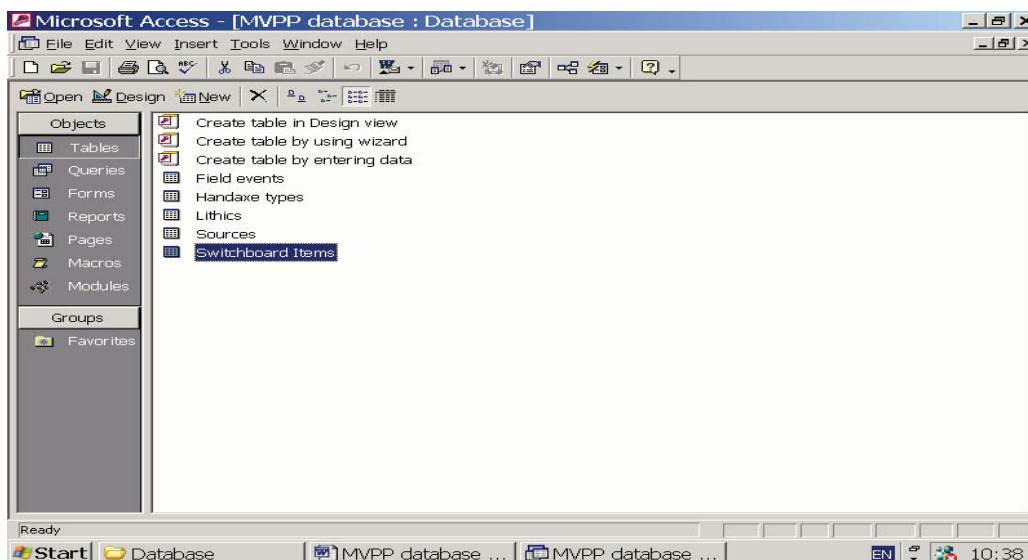 Microsoft Access - [MVPP database : Database]
File Edit View Insert Tools Window Help
Open Design New
Objects
Tables
Queries
Forms
Reports
Pages
Macros
Modules
Groups
Favorites
Create table in Design view
Create table by using wizard
Create table by entering data
Field events
Handaxe types
Lithics
Sources
Switchboard Items
Ready
Start Database MVPP database ... MVPP database ... EN 10:38